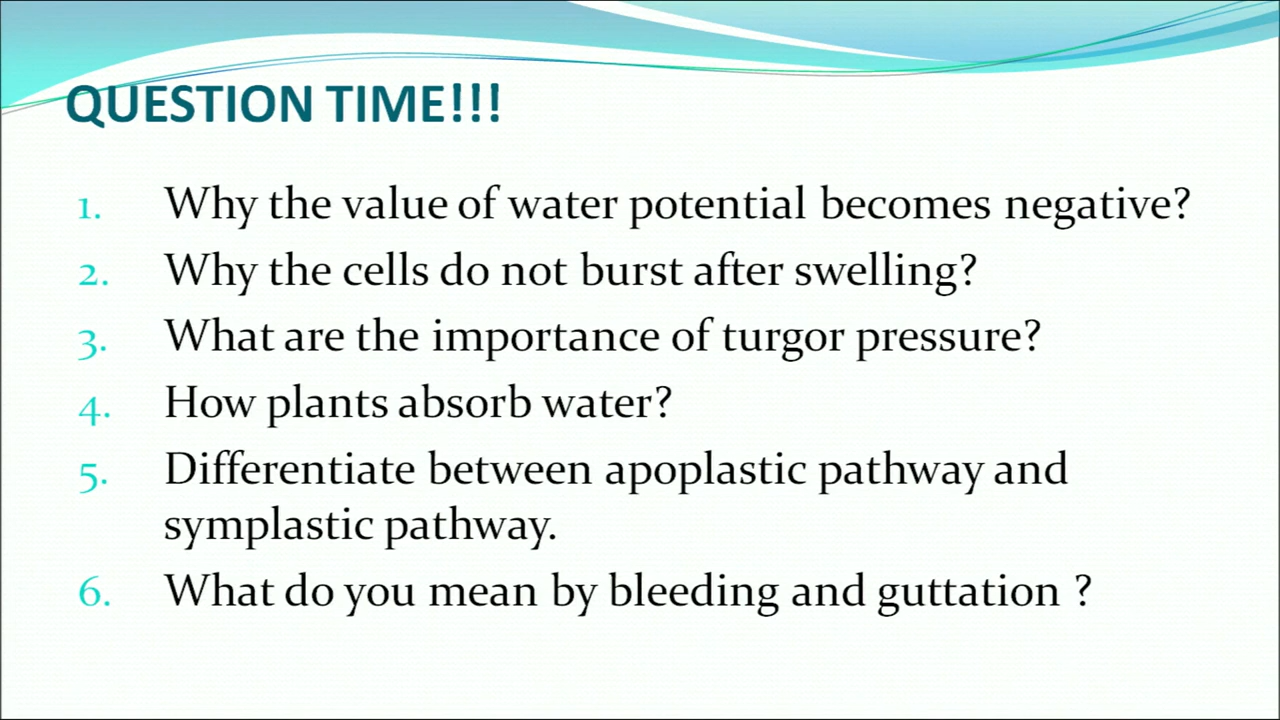 QUESTION TIME!!!
1. Why the value of water potential becomes negative?
2. Why the cells do not burst after swelling?
3. What are the importance of turgor pressure?
4. How plants absorb water?
5. Differentiate between apoplastic pathway and
symplastic pathway.
6. What do you mean by bleeding and guttation ?